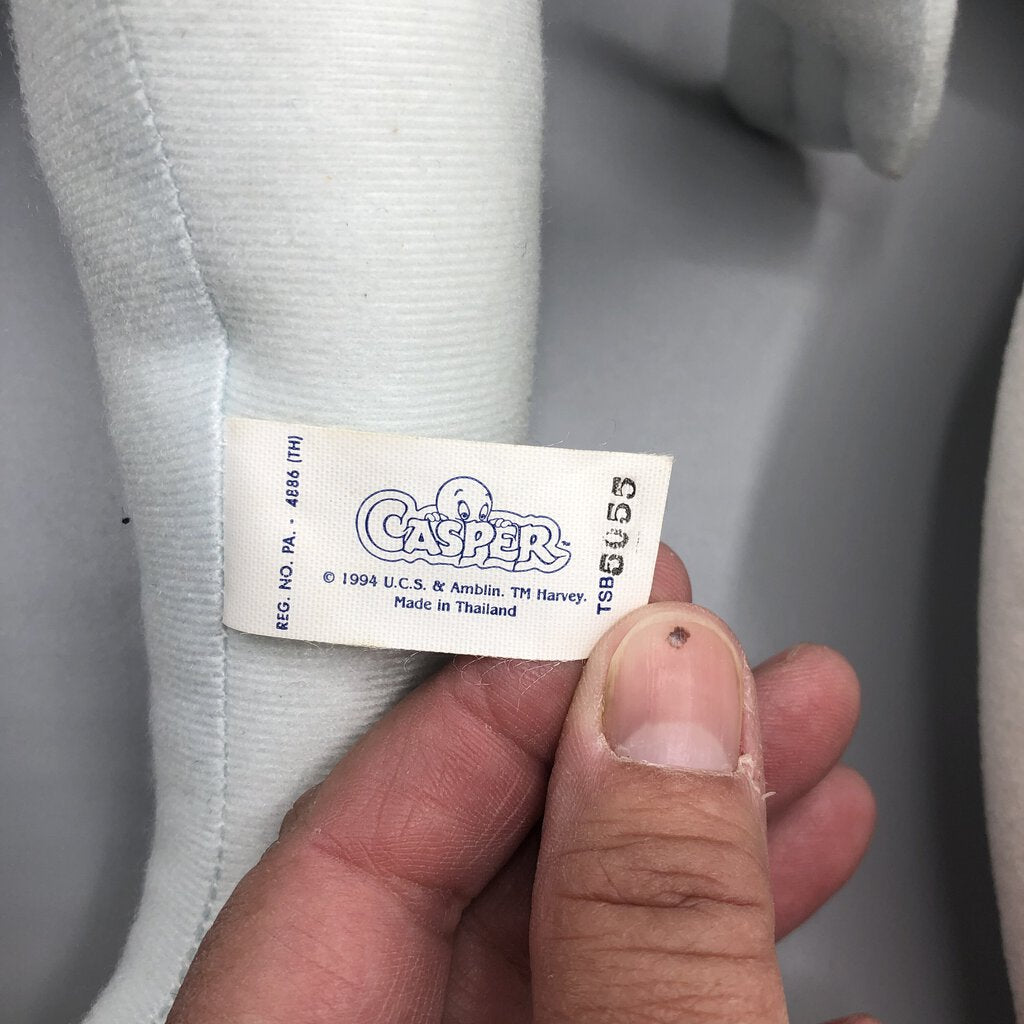 REG. NO. PA. - 4886 (TH)
CASPER™
© 1994 U.C.S. & Amblin. TM Harvey.
Made in Thailand
TSB5055